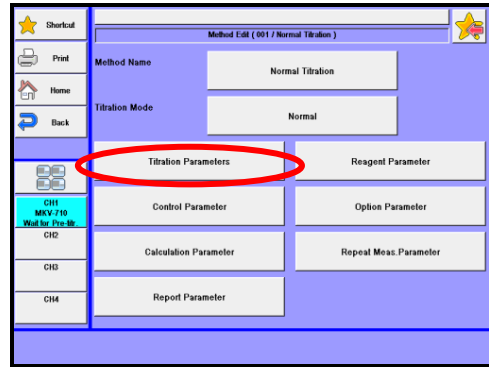 Shortcut
Method Edit ( 001 / Normal Titration )
Print
Method Name
Normal Titration
Home
Titration Mode
Normal
Back
Titration Parameters
Reagent Parameter
CH1
MKV-710
Wait for Pre-titr.
Control Parameter
Option Parameter
CH2
Calculation Parameter
Repeat Meas.Parameter
CH3
CH4
Report Parameter